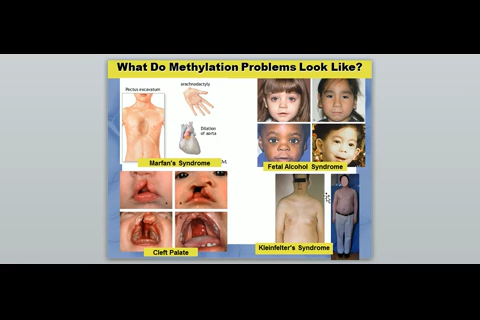 What Do Methylation Problems Look Like?
Pectus excavatum
arachnodactyly
Dilation
of aorta
Marfan's Syndrome
M.
Fetal Alcohol Syndrome
Cleft Palate
Kleinfelter's Syndrome